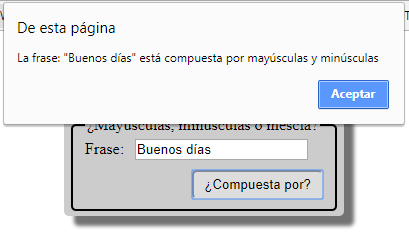 De esta página
La frase: "Buenos días" está compuesta por mayúsculas y minúsculas
Aceptar
¿Mayúsculas, minúsculas o mescla?
Frase: Buenos días
¿Compuesta por?